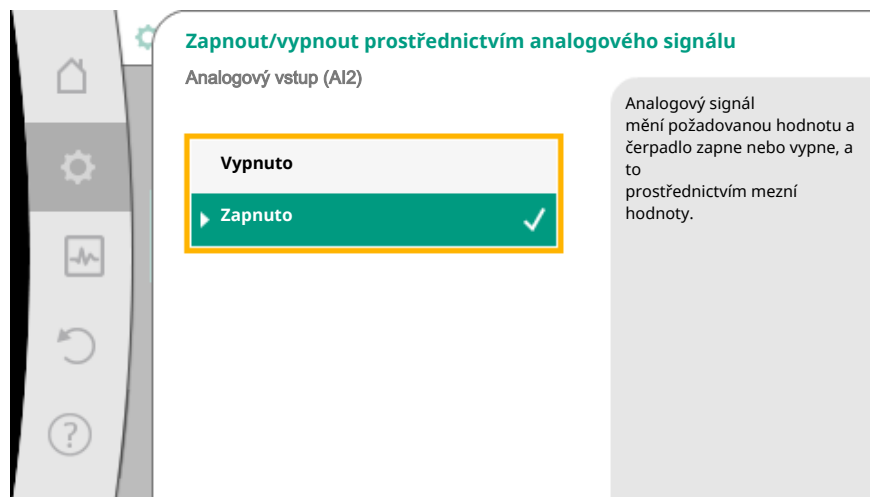 Zapnout/vypnout prostřednictvím analogového signálu
Analogový vstup (AI2)
Vypnuto
Zapnuto
Analogový signál
mění požadovanou hodnotu a
čerpadlo zapne nebo vypne, a
to
prostřednictvím mezní
hodnoty.
?